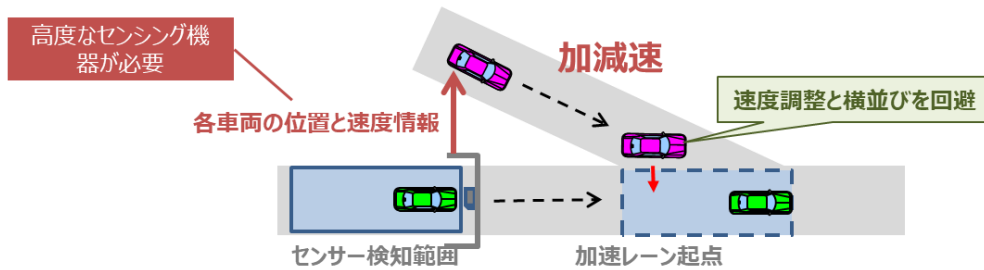 高度なセンシング機
器が必要
加減速
速度調整と横並びを回避
各車両の位置と速度情報
センサー検知範囲
加速レーン起点